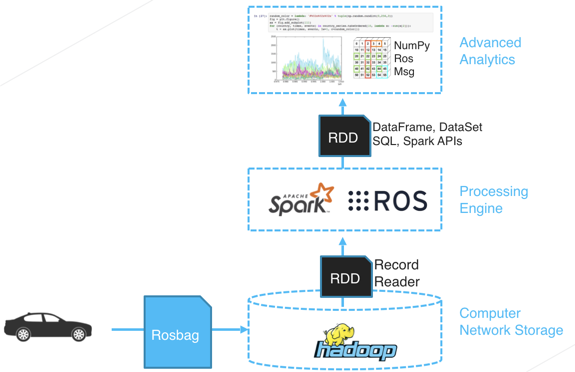 NumPy
Ros
Msg
Advanced
Analytics
RDD
DataFrame, DataSet
SQL, Spark APIs
APACHE
Spark
ROS
Processing
Engine
RDD
Record
Reader
Computer
Network Storage
Rosbag
hadoop